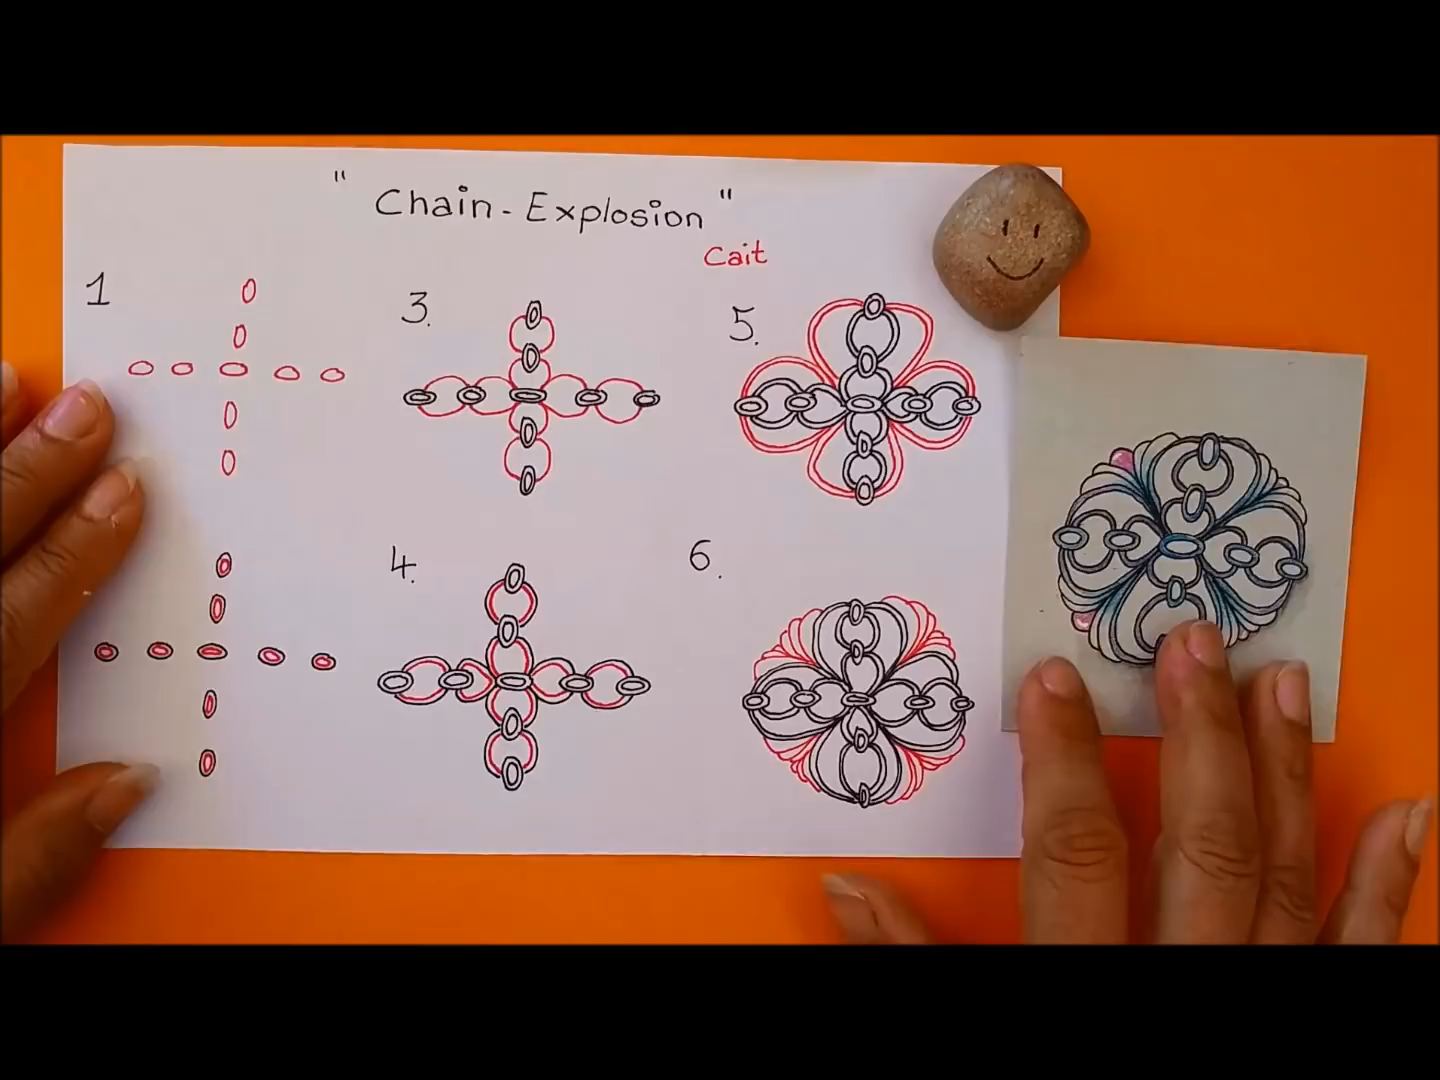 " Chain - Explosion "
Cait
1
3.
5.
4.
6.